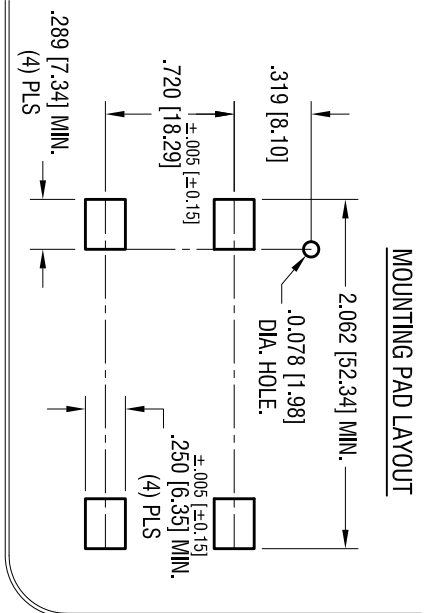 MOUNTING PAD LAYOUT
2.062 [52.34] MIN.
.319 [8.10]
.0.078 [1.98]
DIA. HOLE.
±.005 [±0.15]
.720 [18.29]
±.005 [±0.15]
.250 [6.35] MIN.
(4) PLS
.289 [7.34] MIN.
(4) PLS